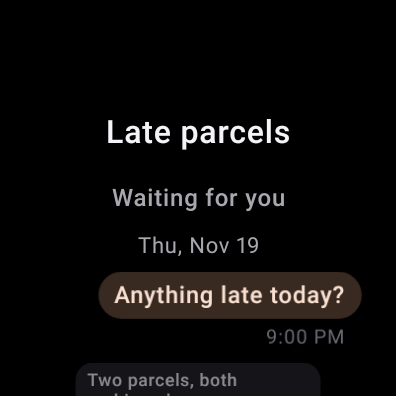 Late parcels
Waiting for you
Thu, Nov 19
Anything late today?
9:00 PM
Two parcels, both